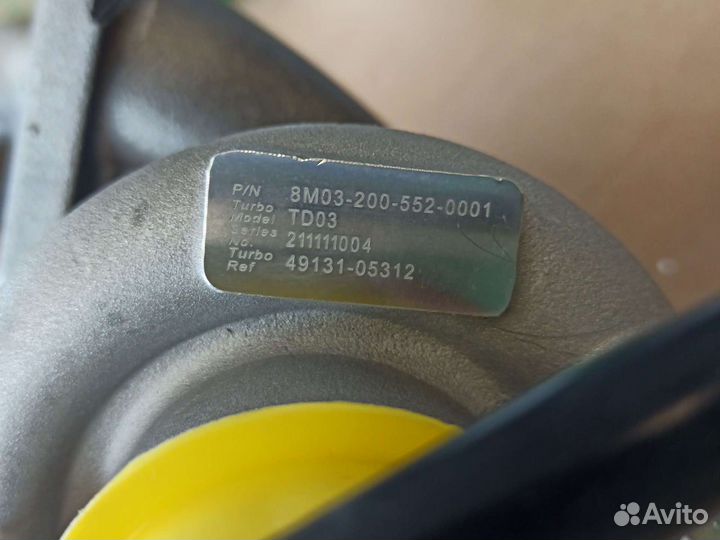 P/N 8M03-200-552-0001
Turbo Model TD03
Series No. 211111004
Turbo Ref 49131-05312
Avito